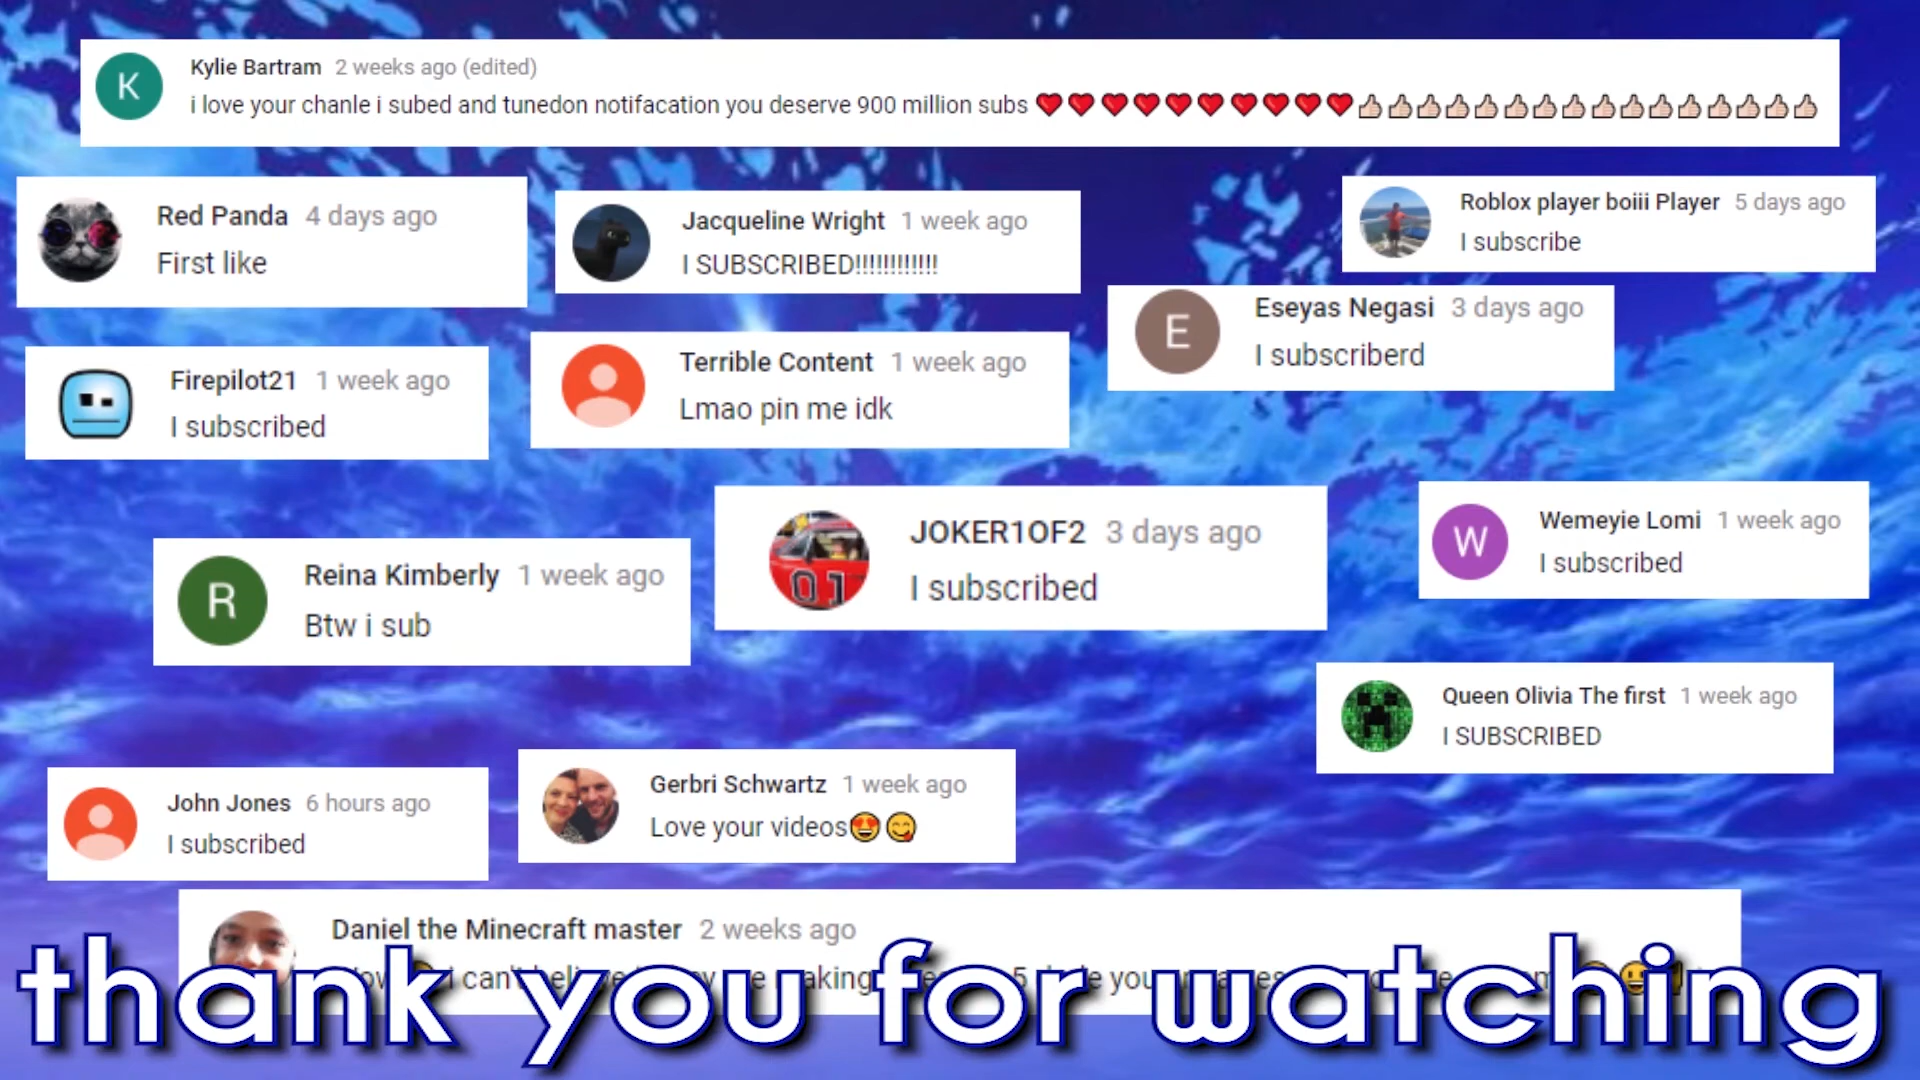 K
Kylie Bartram 2 weeks ago (edited)
i love your chanle i subed and tunedon notifacation you deserve 900 million subs ❤❤❤❤❤❤❤❤❤❤👍🏻👍🏻👍🏻👍🏻👍🏻👍🏻👍🏻👍🏻👍🏻👍🏻👍🏻👍🏻👍🏻👍🏻👍🏻👍🏻
Red Panda 4 days ago
First like
Jacqueline Wright 1 week ago
I SUBSCRIBED!!!!!!!!!!!!
Roblox player boiii Player 5 days ago
I subscribe
E
Eseyas Negasi 3 days ago
I subscriberd
Firepilot21 1 week ago
I subscribed
Terrible Content 1 week ago
Lmao pin me idk
R
Reina Kimberly 1 week ago
Btw i sub
01
JOKER1OF2 3 days ago
I subscribed
W
Wemeyie Lomi 1 week ago
I subscribed
Queen Olivia The first 1 week ago
I SUBSCRIBED
John Jones 6 hours ago
I subscribed
Gerbri Schwartz 1 week ago
Love your videos😍😋
Daniel the Minecraft master 2 weeks ago
i can't 5 you
thank you for watching